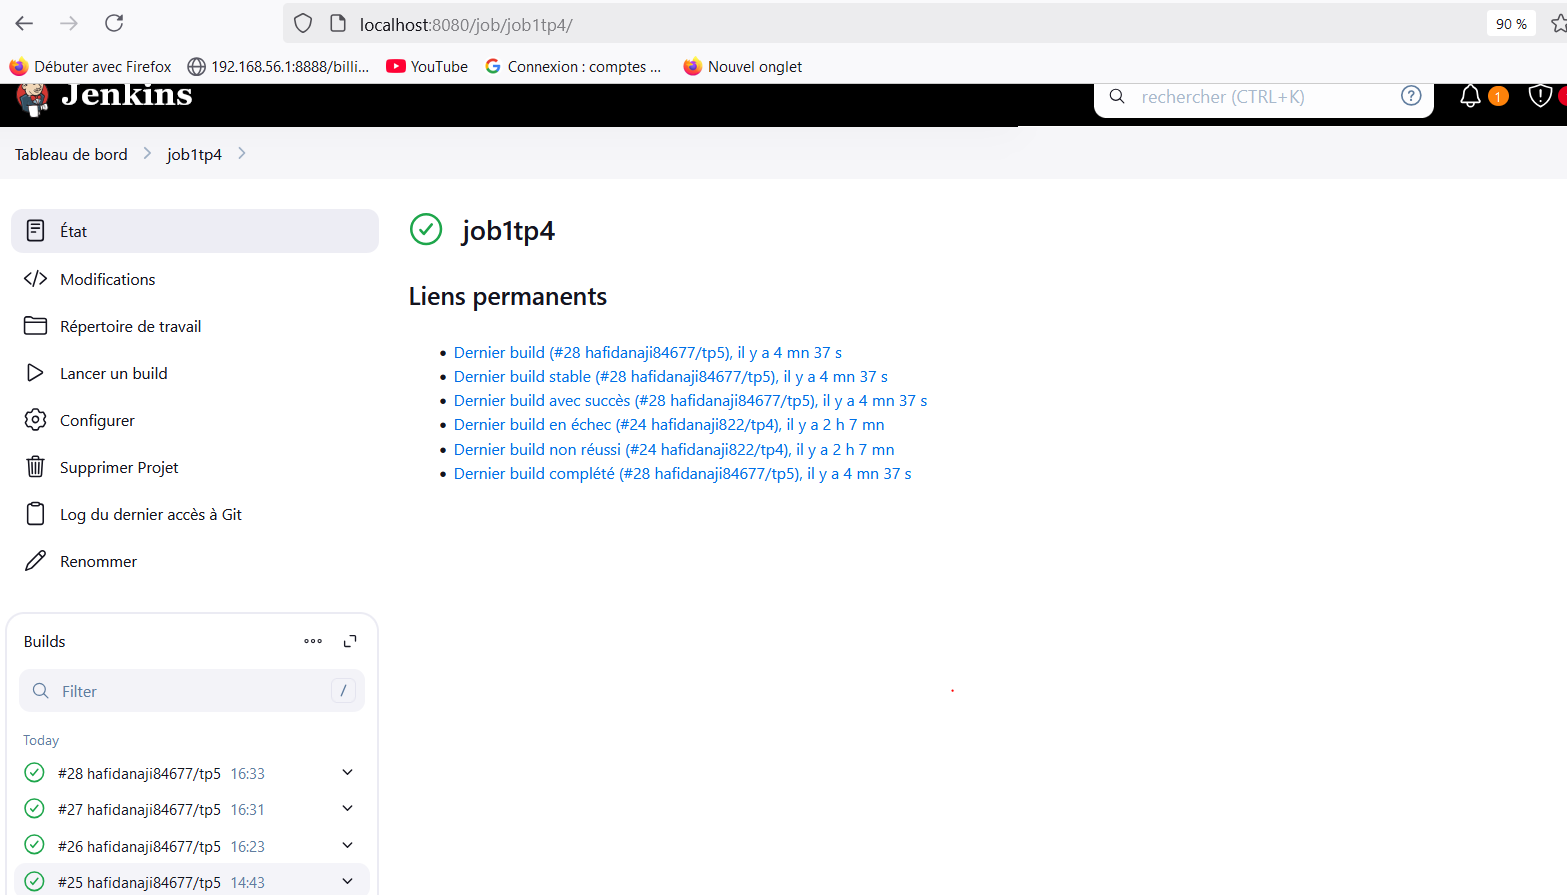 localhost:8080/job/job1tp4/
90 %
Débuter avec Firefox 192.168.56.1:8888/billi... YouTube Connexion : comptes ... Nouvel onglet
Jenkins
rechercher (CTRL+K)
1
Tableau de bord job1tp4
État
Modifications
Répertoire de travail
Lancer un build
Configurer
Supprimer Projet
Log du dernier accès à Git
Renommer
job1tp4
Liens permanents
Dernier build (#28 hafidanaji84677/tp5), il y a 4 mn 37 s
Dernier build stable (#28 hafidanaji84677/tp5), il y a 4 mn 37 s
Dernier build avec succès (#28 hafidanaji84677/tp5), il y a 4 mn 37 s
Dernier build en échec (#24 hafidanaji822/tp4), il y a 2 h 7 mn
Dernier build non réussi (#24 hafidanaji822/tp4), il y a 2 h 7 mn
Dernier build complété (#28 hafidanaji84677/tp5), il y a 4 mn 37 s
Builds
Filter /
Today
#28 hafidanaji84677/tp5 16:33
#27 hafidanaji84677/tp5 16:31
#26 hafidanaji84677/tp5 16:23
#25 hafidanaji84677/tp5 14:43